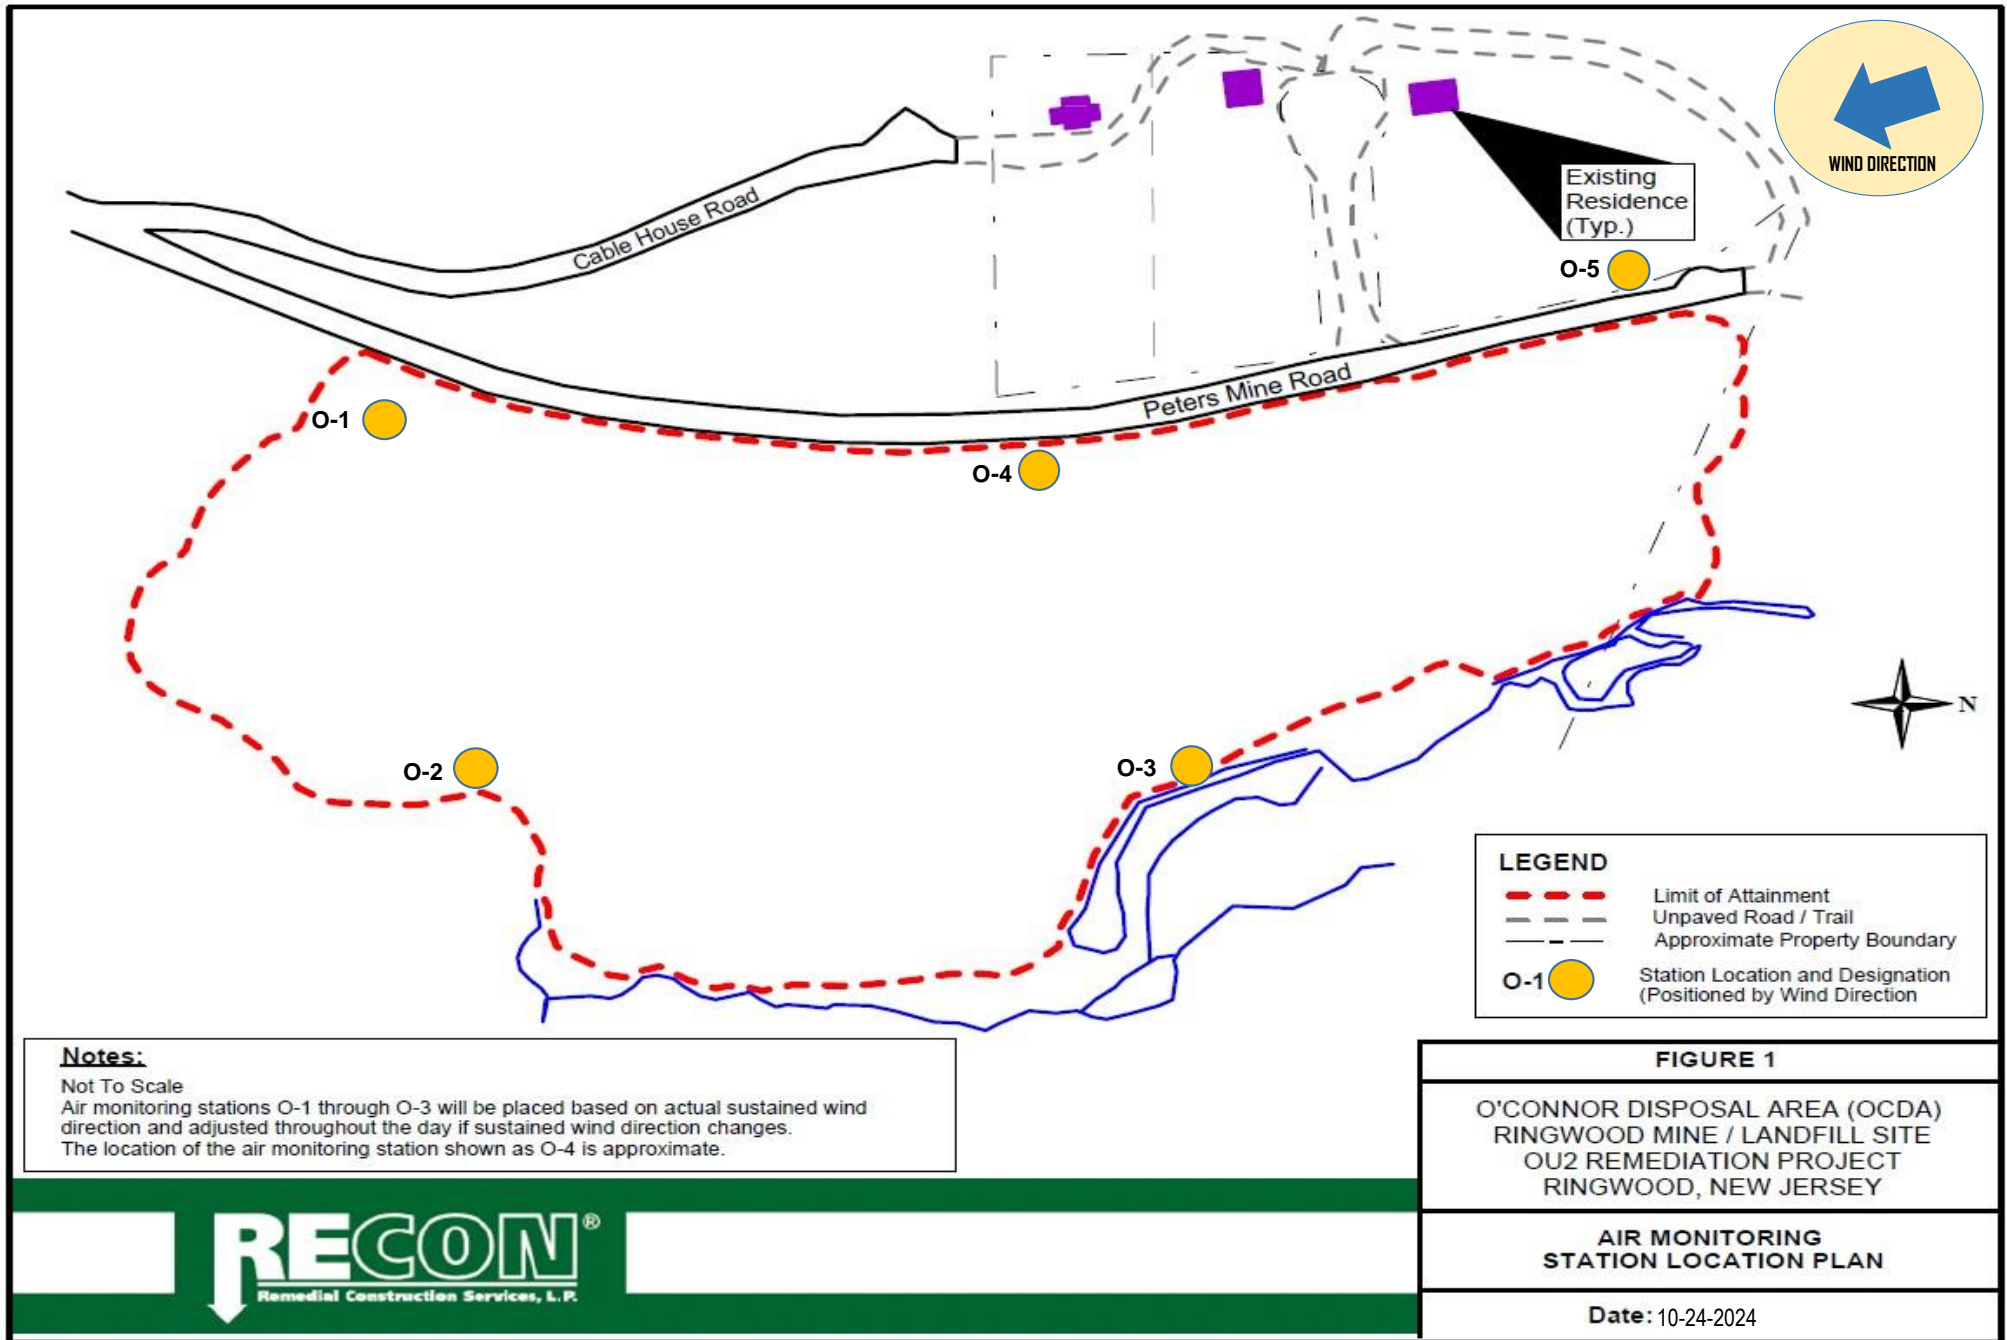 WIND DIRECTION
Existing
Residence
(Typ.)
Cable House Road
O-5
Peters Mine Road
O-1
O-4
N
O-2
O-3
LEGEND
Limit of Attainment
Unpaved Road / Trail
Approximate Property Boundary
O-1
Station Location and Designation
(Positioned by Wind Direction
Notes:
Not To Scale
Air monitoring stations O-1 through O-3 will be placed based on actual sustained wind
direction and adjusted throughout the day if sustained wind direction changes.
The location of the air monitoring station shown as O-4 is approximate.
FIGURE 1
O'CONNOR DISPOSAL AREA (OCDA)
RINGWOOD MINE / LANDFILL SITE
OU2 REMEDIATION PROJECT
RINGWOOD, NEW JERSEY
AIR MONITORING
STATION LOCATION PLAN
Date: 10-24-2024
RECON®
Remedial Construction Services, L.P.